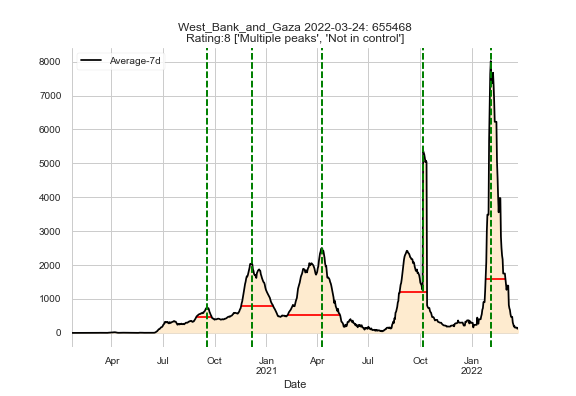 West_Bank_and_Gaza 2022-03-24: 655468
Rating:8 ['Multiple peaks', 'Not in control']
Average-7d
8000
7000
6000
5000
4000
3000
2000
1000
0
Apr Jul Oct Jan Apr Jul Oct Jan
2021 2022
Date